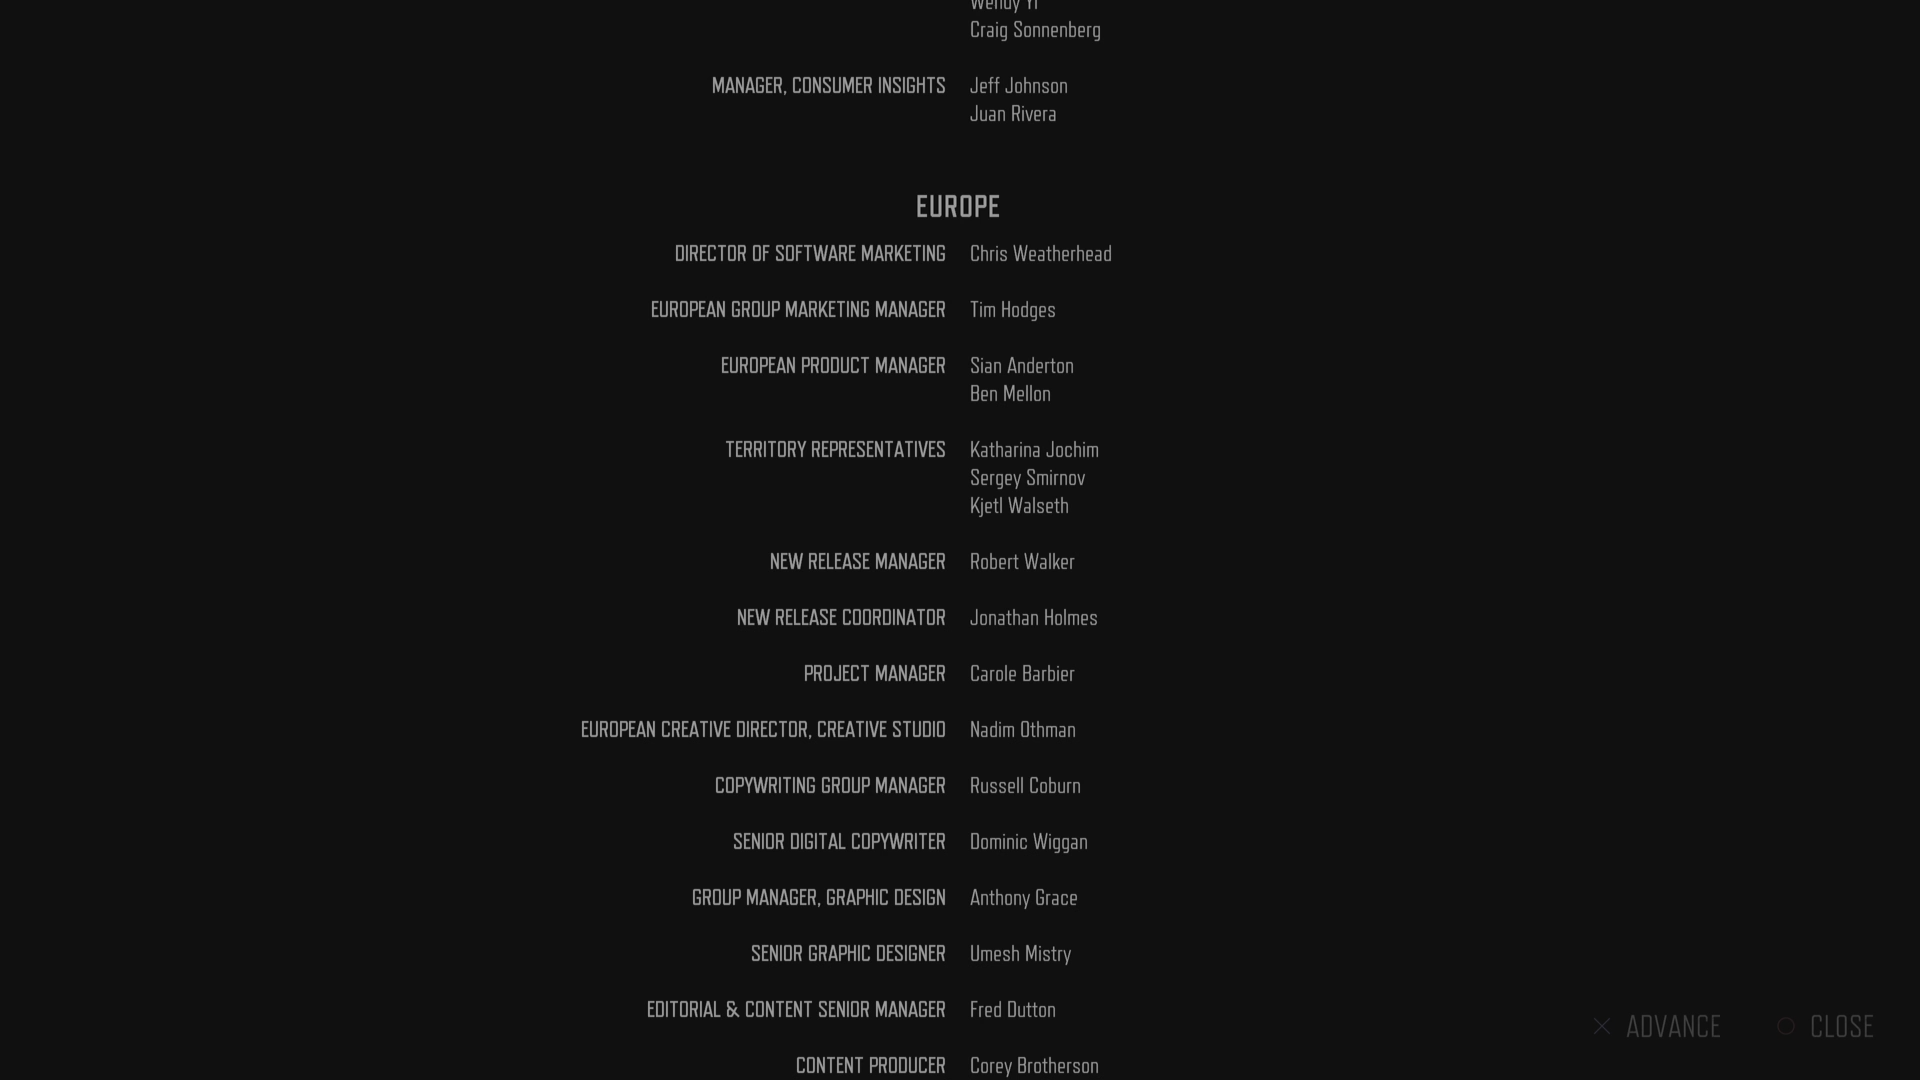 Wendy Yi
Craig Sonnenberg
MANAGER, CONSUMER INSIGHTS Jeff Johnson
Juan Rivera
EUROPE
DIRECTOR OF SOFTWARE MARKETING Chris Weatherhead
EUROPEAN GROUP MARKETING MANAGER Tim Hodges
EUROPEAN PRODUCT MANAGER Sian Anderton
Ben Mellon
TERRITORY REPRESENTATIVES Katharina Jochim
Sergey Smirnov
Kjetl Walseth
NEW RELEASE MANAGER Robert Walker
NEW RELEASE COORDINATOR Jonathan Holmes
PROJECT MANAGER Carole Barbier
EUROPEAN CREATIVE DIRECTOR, CREATIVE STUDIO Nadim Othman
COPYWRITING GROUP MANAGER Russell Coburn
SENIOR DIGITAL COPYWRITER Dominic Wiggan
GROUP MANAGER, GRAPHIC DESIGN Anthony Grace
SENIOR GRAPHIC DESIGNER Umesh Mistry
EDITORIAL & CONTENT SENIOR MANAGER Fred Dutton
CONTENT PRODUCER Corey Brotherson
ADVANCE CLOSE